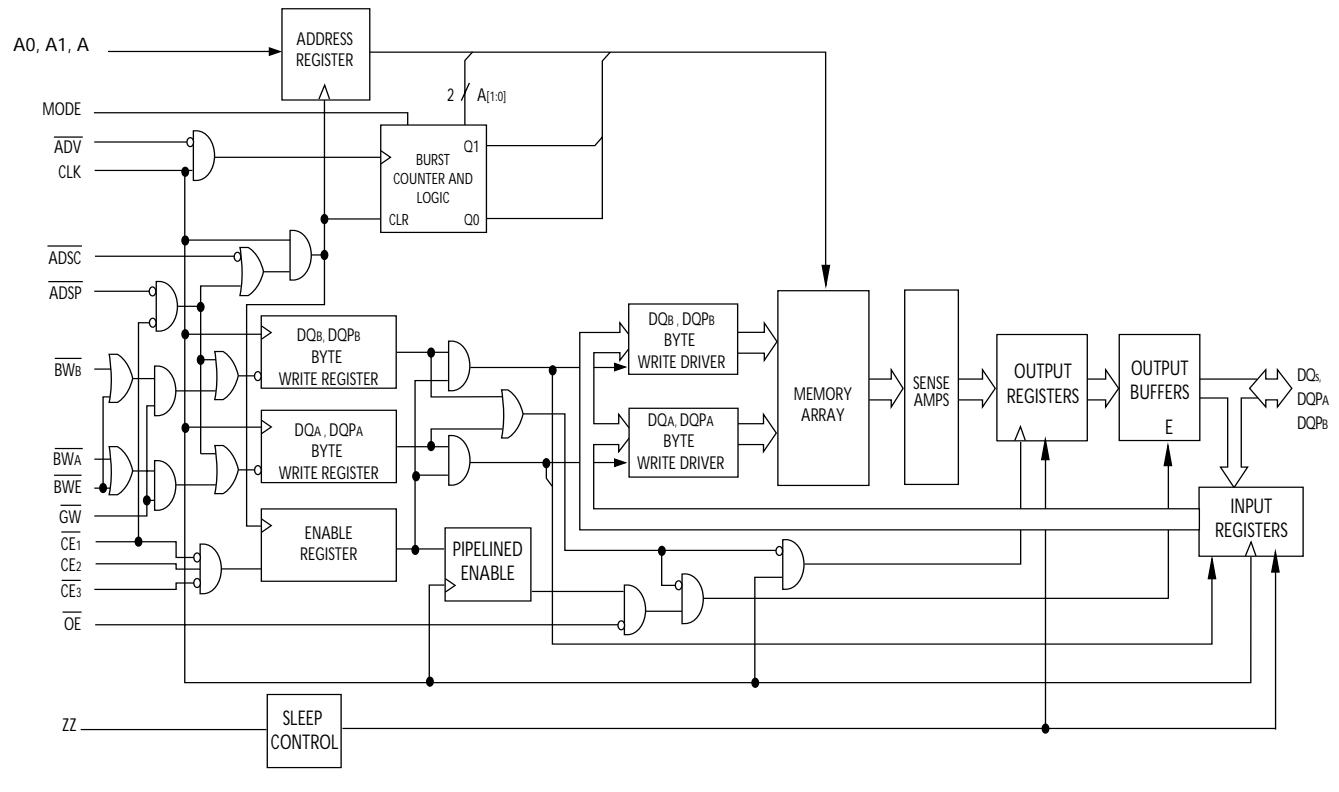 A0, A1, A
ADDRESS
REGISTER
MODE
2
A[1:0]
ADV
CLK
BURST
COUNTER AND
LOGIC
Q1
CLR
Q0
ADSC
ADSP
DQB, DQPB
BYTE
WRITE REGISTER
DQB, DQPB
BYTE
WRITE DRIVER
BWB
DQA, DQPA
BYTE
WRITE REGISTER
DQA, DQPA
BYTE
WRITE DRIVER
MEMORY
ARRAY
SENSE
AMPS
OUTPUT
REGISTERS
OUTPUT
BUFFERS
E
DQs,
DQPA
DQPB
BWA
BWE
GW
CE1
CE2
CE3
ENABLE
REGISTER
PIPELINED
ENABLE
INPUT
REGISTERS
OE
ZZ
SLEEP
CONTROL